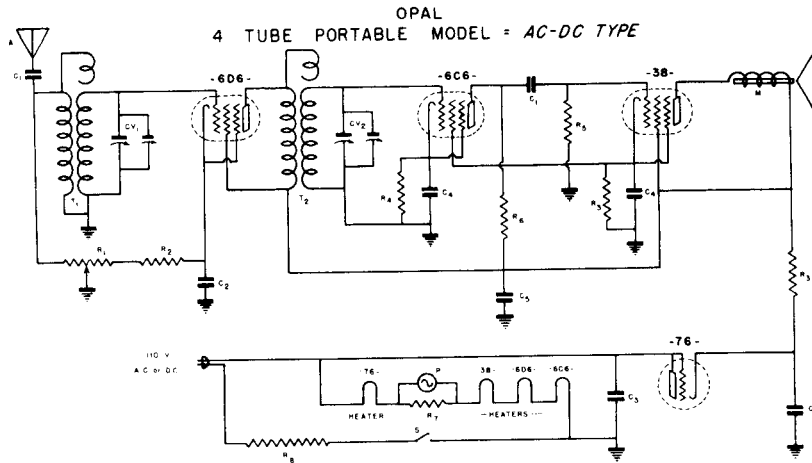 OPAL
4 TUBE PORTABLE MODEL = AC-DC TYPE
A
C₁
-6D6-
-6C6-
C₁
-38-
M
CV₁
CV₂
R₅
T₁
T₂
R₄
C₄
R₆
R₃
C₄
R₁
R₂
C₂
C₅
R₃
110 V.
A.C. or D.C.
-76-
P
38-
-6D6-
-6C6-
-76-
HEATER
R₇
—HEATERS—
C₃
C
S
R₈